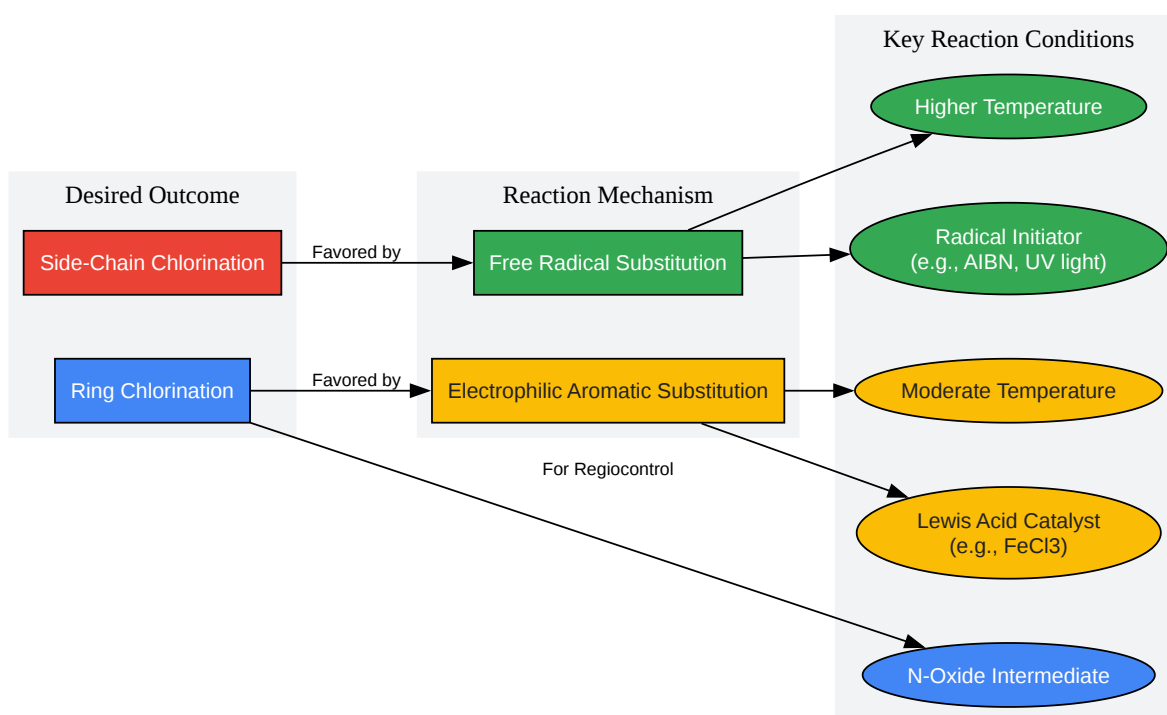 Key Reaction Conditions
Higher Temperature
Desired Outcome
Reaction Mechanism
Side-Chain Chlorination
Favored by
Free Radical Substitution
Radical Initiator
(e.g., AIBN, UV light)
Ring Chlorination
Favored by
Electrophilic Aromatic Substitution
Moderate Temperature
For Regiocontrol
Lewis Acid Catalyst
(e.g., FeCl3)
N-Oxide Intermediate